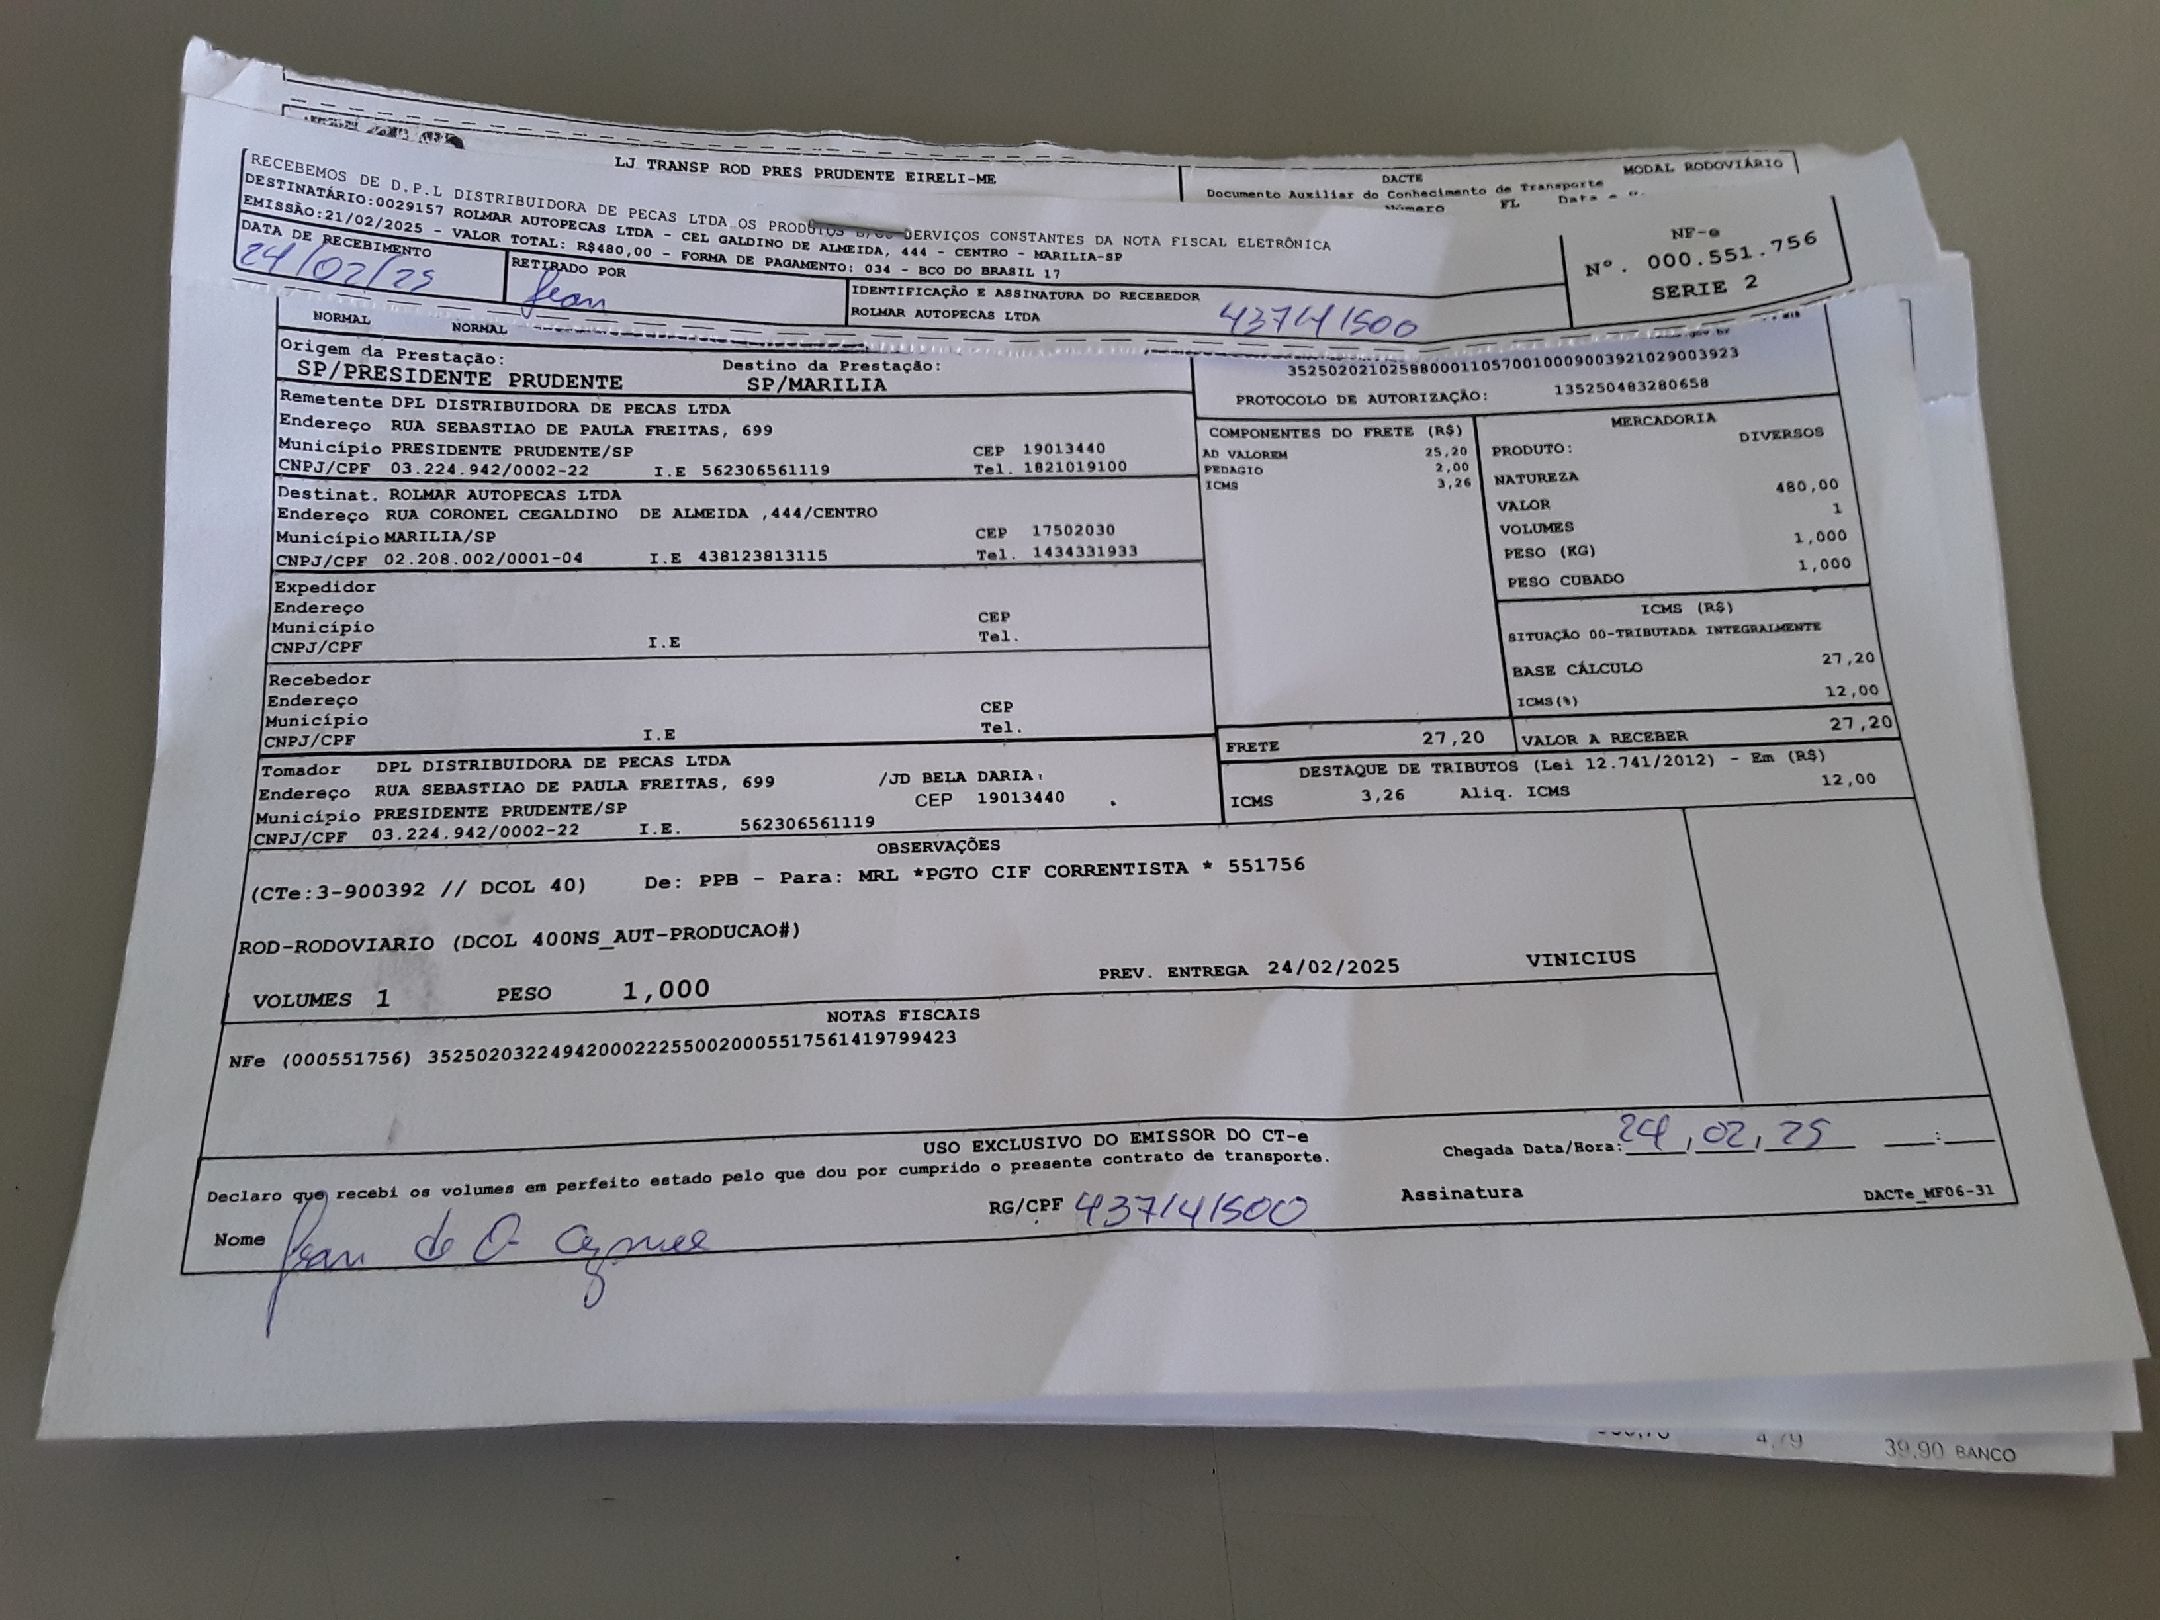 LJ TRANSP ROD PRES PRUDENTE EIRELI-ME
DACTE
MODAL RODOVIÁRIO
Documento Auxiliar do Conhecimento de Transporte
Número FL Data
RECEBEMOS DE D.P.L DISTRIBUIDORA DE PECAS LTDA OS PRODUTOS SERVIÇOS CONSTANTES DA NOTA FISCAL ELETRÔNICA
DESTINATÁRIO:0029157 ROLMAR AUTOPECAS LTDA - CEL GALDINO DE ALMEIDA, 444 - CENTRO - MARILIA-SP
EMISSÃO:21/02/2025 - VALOR TOTAL: R$480,00 - FORMA DE PAGAMENTO: 034 - BCO DO BRASIL 17
NF-e
Nº. 000.551.756
SERIE 2
DATA DE RECEBIMENTO
24/02/25
RETIRADO POR
Jean
IDENTIFICAÇÃO E ASSINATURA DO RECEBEDOR
ROLMAR AUTOPECAS LTDA
437141500
NORMAL NORMAL
Origem da Prestação: Destino da Prestação:
SP/PRESIDENTE PRUDENTE SP/MARILIA
35250202102588000110570010009003921029003923
PROTOCOLO DE AUTORIZAÇÃO: 135250483280658
Remetente DPL DISTRIBUIDORA DE PECAS LTDA
Endereço RUA SEBASTIAO DE PAULA FREITAS, 699
Município PRESIDENTE PRUDENTE/SP CEP 19013440
CNPJ/CPF 03.224.942/0002-22 I.E 562306561119 Tel. 1821019100
Destinat. ROLMAR AUTOPECAS LTDA
Endereço RUA CORONEL CEGALDINO DE ALMEIDA ,444/CENTRO
Município MARILIA/SP CEP 17502030
CNPJ/CPF 02.208.002/0001-04 I.E 438123813115 Tel. 1434331933
Expedidor
Endereço
Município CEP
CNPJ/CPF I.E Tel.
Recebedor
Endereço
Município CEP
CNPJ/CPF I.E Tel.
Tomador DPL DISTRIBUIDORA DE PECAS LTDA
Endereço RUA SEBASTIAO DE PAULA FREITAS, 699 /JD BELA DARIA
Município PRESIDENTE PRUDENTE/SP CEP 19013440
CNPJ/CPF 03.224.942/0002-22 I.E. 562306561119
COMPONENTES DO FRETE (R$)
AD VALOREM 25,20
PEDAGIO 2,00
ICMS 3,26
FRETE 27,20
MERCADORIA
PRODUTO: DIVERSOS
NATUREZA
VALOR 480,00
VOLUMES 1
PESO (KG) 1,000
PESO CUBADO 1,000
ICMS (R$)
SITUAÇÃO 00-TRIBUTADA INTEGRALMENTE
BASE CÁLCULO 27,20
ICMS(%) 12,00
VALOR A RECEBER 27,20
DESTAQUE DE TRIBUTOS (Lei 12.741/2012) - Em (R$)
ICMS 3,26 Aliq. ICMS 12,00
OBSERVAÇÕES
(CTe:3-900392 // DCOL 40) De: PPB - Para: MRL *PGTO CIF CORRENTISTA * 551756
ROD-RODOVIARIO (DCOL 400NS_AUT-PRODUCAO#)
VOLUMES 1 PESO 1,000 PREV. ENTREGA 24/02/2025 VINICIUS
NOTAS FISCAIS
NFe (000551756) 35250203224942000222550020005517561419799423
USO EXCLUSIVO DO EMISSOR DO CT-e
Declaro que recebi os volumes em perfeito estado pelo que dou por cumprido o presente contrato de transporte.
Chegada Data/Hora: 24/02/25 :
Nome Jean de O RG/CPF 437141500 Assinatura DACTe_MF06-31
4,79 39,90 BANCO